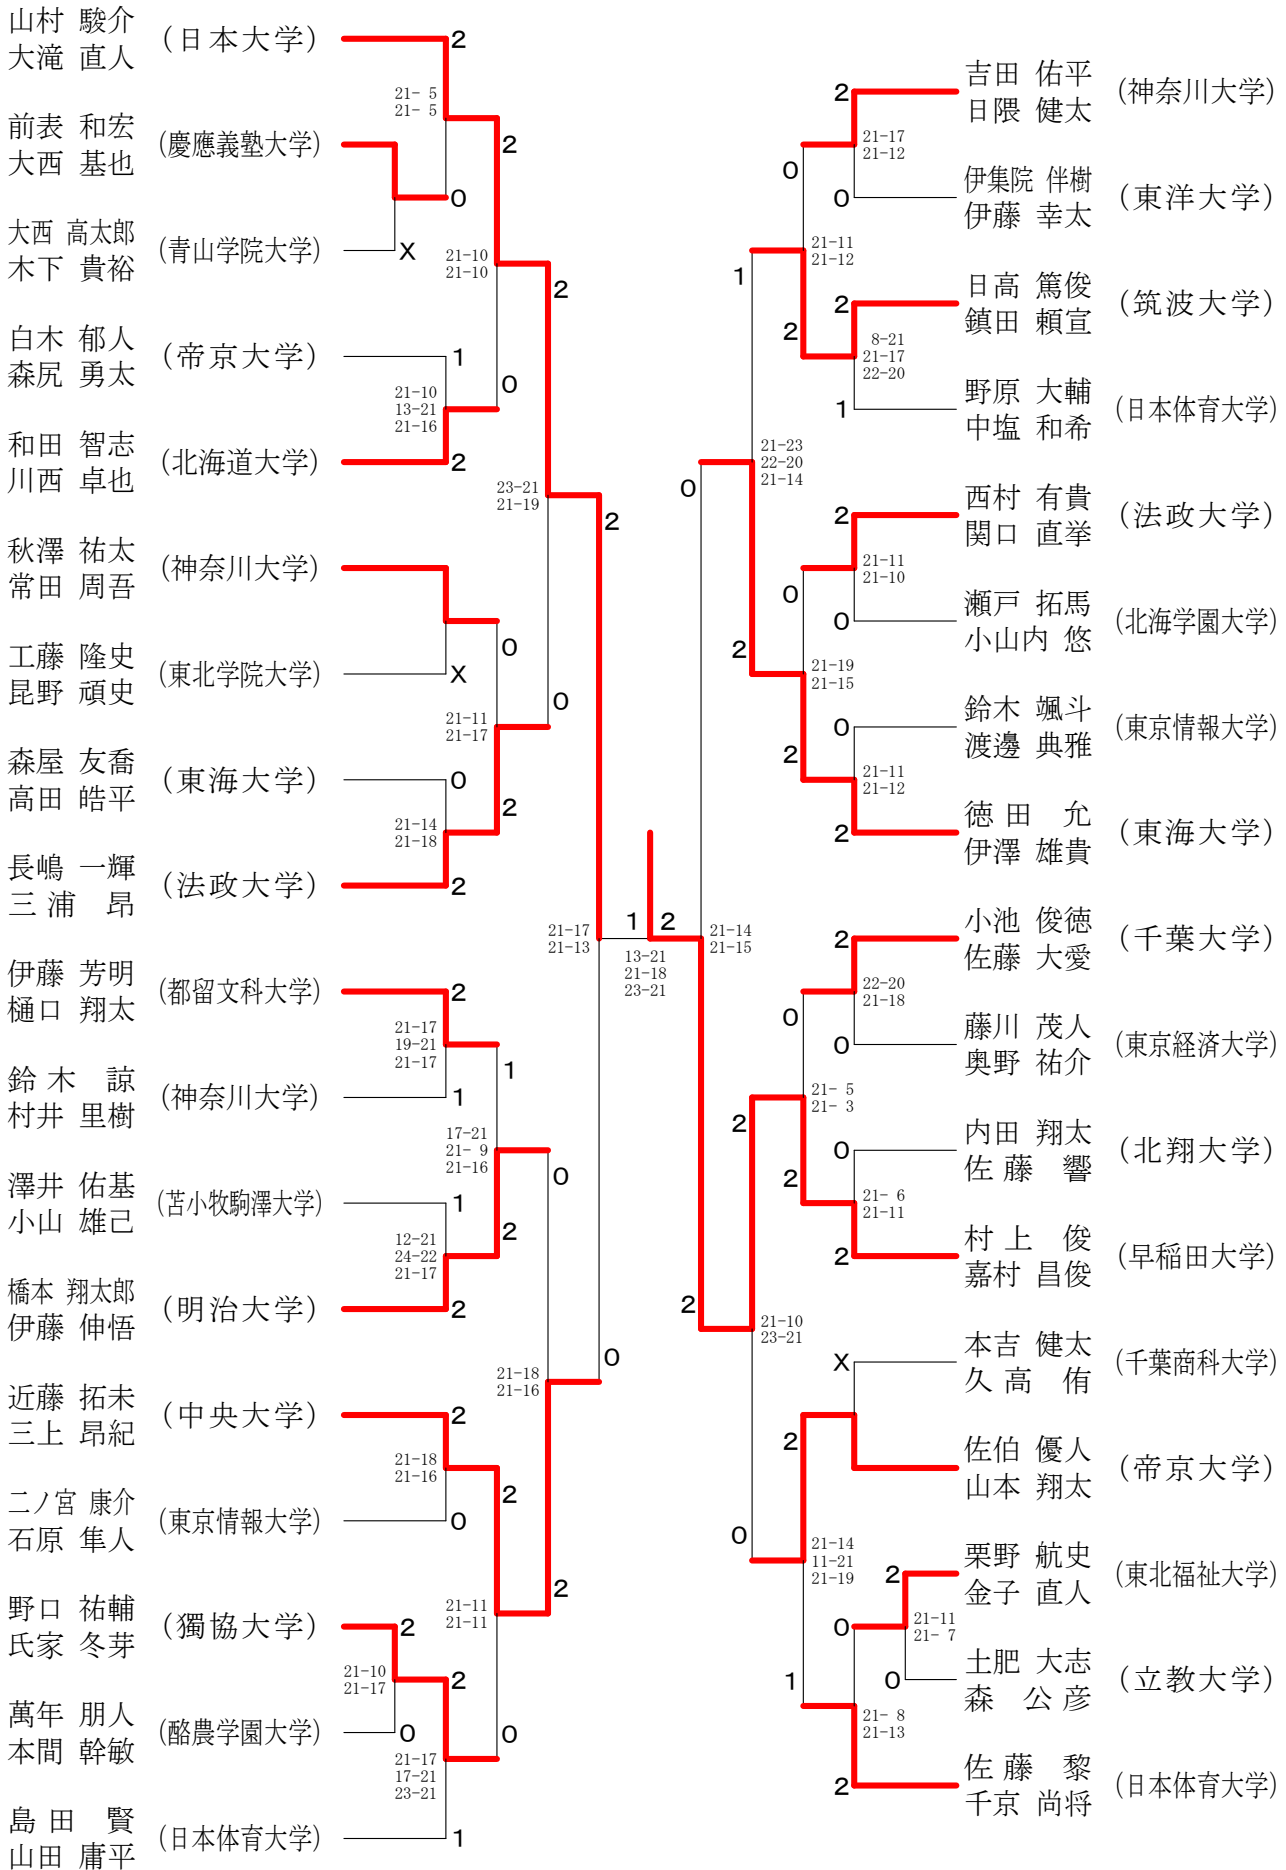 山村 駿介
大滝 直人
(日本大学)
2
21- 5
21- 5
前表 和宏
大西 基也
(慶應義塾大学)
2
0
大西 高太郎
木下 貴裕
(青山学院大学)
X
21-10
21-10
2
白木 郁人
森尻 勇太
(帝京大学)
1
21-10
13-21
21-16
0
和田 智志
川西 卓也
(北海道大学)
2
23-21
21-19
2
秋澤 祐太
常田 周吾
(神奈川大学)
0
工藤 隆史
昆野 頑史
(東北学院大学)
X
21-11
21-17
0
森屋 友喬
高田 皓平
(東海大学)
0
21-14
21-18
2
長嶋 一輝
三浦 昂
(法政大学)
2
21-17
21-13
1
2
13-21
21-18
23-21
伊藤 芳明
樋口 翔太
(都留文科大学)
2
21-17
19-21
21-17
1
鈴木 諒
村井 里樹
(神奈川大学)
1
17-21
21- 9
21-16
0
澤井 佑基
小山 雄己
(苫小牧駒澤大学)
1
12-21
24-22
21-17
2
橋本 翔太郎
伊藤 伸悟
(明治大学)
2
21-18
21-16
0
近藤 拓未
三上 昂紀
(中央大学)
2
21-18
21-16
2
二ノ宮 康介
石原 隼人
(東京情報大学)
0
21-11
21-11
2
野口 祐輔
氏家 冬芽
(獨協大学)
2
21-10
21-17
2
萬年 朋人
本間 幹敏
(酪農学園大学)
0
0
21-17
17-21
23-21
島田 賢
山田 庸平
(日本体育大学)
1
吉田 佑平
日隈 健太
(神奈川大学)
2
21-17
21-12
0
伊集院 伴樹
伊藤 幸太
(東洋大学)
0
21-11
21-12
1
日高 篤俊
鎮田 頼宣
(筑波大学)
2
2
8-21
21-17
22-20
野原 大輔
中塩 和希
(日本体育大学)
1
21-23
22-20
21-14
0
西村 有貴
関口 直挙
(法政大学)
2
21-11
21-10
0
瀬戸 拓馬
小山内 悠
(北海学園大学)
0
2
21-19
21-15
鈴木 颯斗
渡邊 典雅
(東京情報大学)
0
2
21-11
21-12
徳田 允
伊澤 雄貴
(東海大学)
2
21-14
21-15
小池 俊徳
佐藤 大愛
(千葉大学)
2
22-20
21-18
0
藤川 茂人
奥野 祐介
(東京経済大学)
0
21- 5
21- 3
2
内田 翔太
佐藤 響
(北翔大学)
0
2
21- 6
21-11
村上 俊
嘉村 昌俊
(早稲田大学)
2
2
21-10
23-21
本吉 健太
久高 侑
(千葉商科大学)
X
2
佐伯 優人
山本 翔太
(帝京大学)
0
21-14
11-21
21-19
栗野 航史
金子 直人
(東北福祉大学)
2
21-11
21- 7
0
土肥 大志
森 公彦
(立教大学)
0
1
21- 8
21-13
佐藤 黎
千京 尚将
(日本体育大学)
2